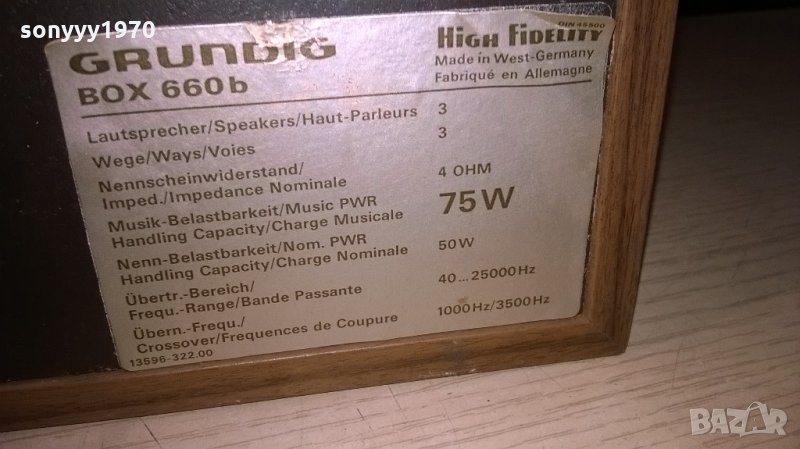 sonyyy1970
GRUNDIG
BOX 660b
DIN 45500
High Fidelity
Made in West-Germany
Fabriqué en Allemagne
Lautsprecher/Speakers/Haut-Parleurs 3
Wege/Ways/Voies 3
Nennscheinwiderstand/
Imped./Impedance Nominale 4 OHM
Musik-Belastbarkeit/Music PWR
Handling Capacity/Charge Musicale 75W
Nenn-Belastbarkeit/Nom. PWR
Handling Capacity/Charge Nominale 50W
Übertr.-Bereich/
Frequ.-Range/Bande Passante 40...25000Hz
Übern.-Frequ./
Crossover/Frequences de Coupure 1000Hz/3500Hz
13596-322.00
BAZAR